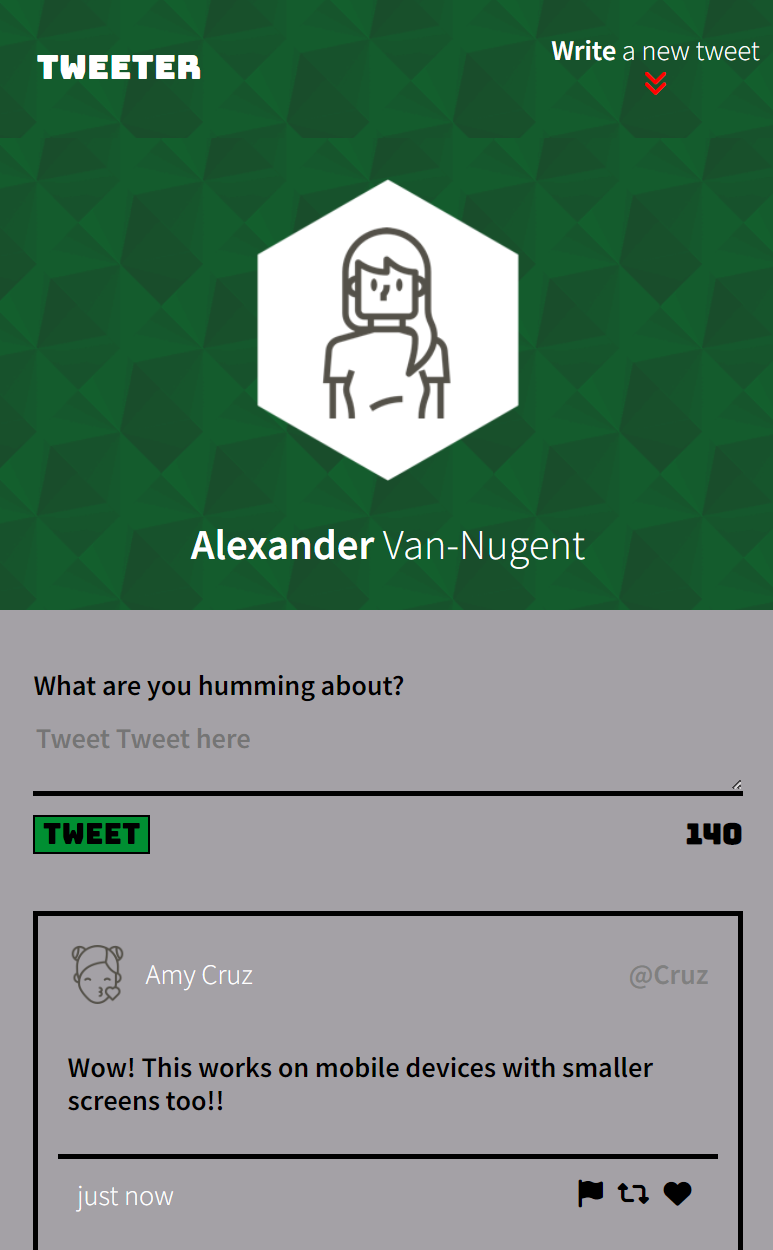 TWEETER
Write a new tweet
Alexander Van-Nugent
What are you humming about?
Tweet Tweet here
TWEET
140
Amy Cruz
@Cruz
Wow! This works on mobile devices with smaller
screens too!!
just now